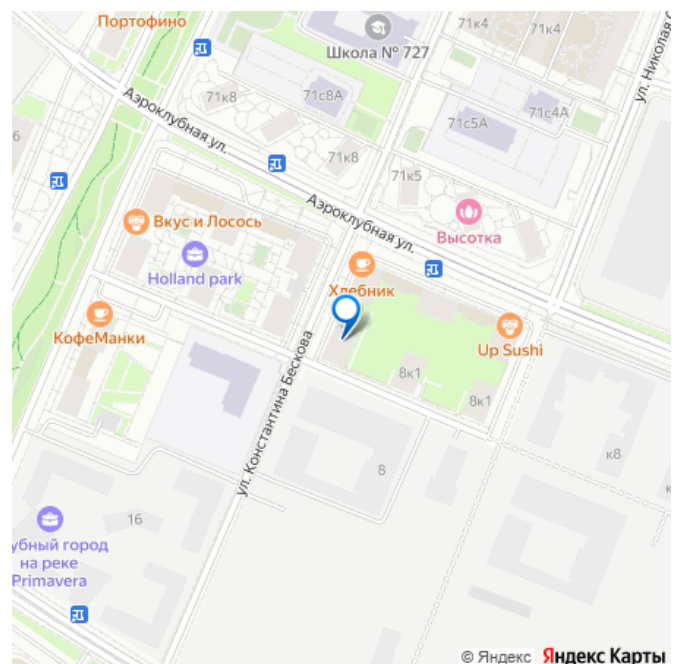 Портофино
71к4
71к4
Школа № 727
ул. Николая С
71к8
71с8А
71с4А
71с5А
Аэроклубная ул.
6
71к8
71к5
Вкус и Лосось
Аэроклубная ул.
Высотка
Holland park
Хлебник
КофеМанки
Up Sushi
8к1
8к1
ул. Константина Бескова
8
к8
к
16
убный город
на реке
Primavera
© Яндекс Яндекс Карты